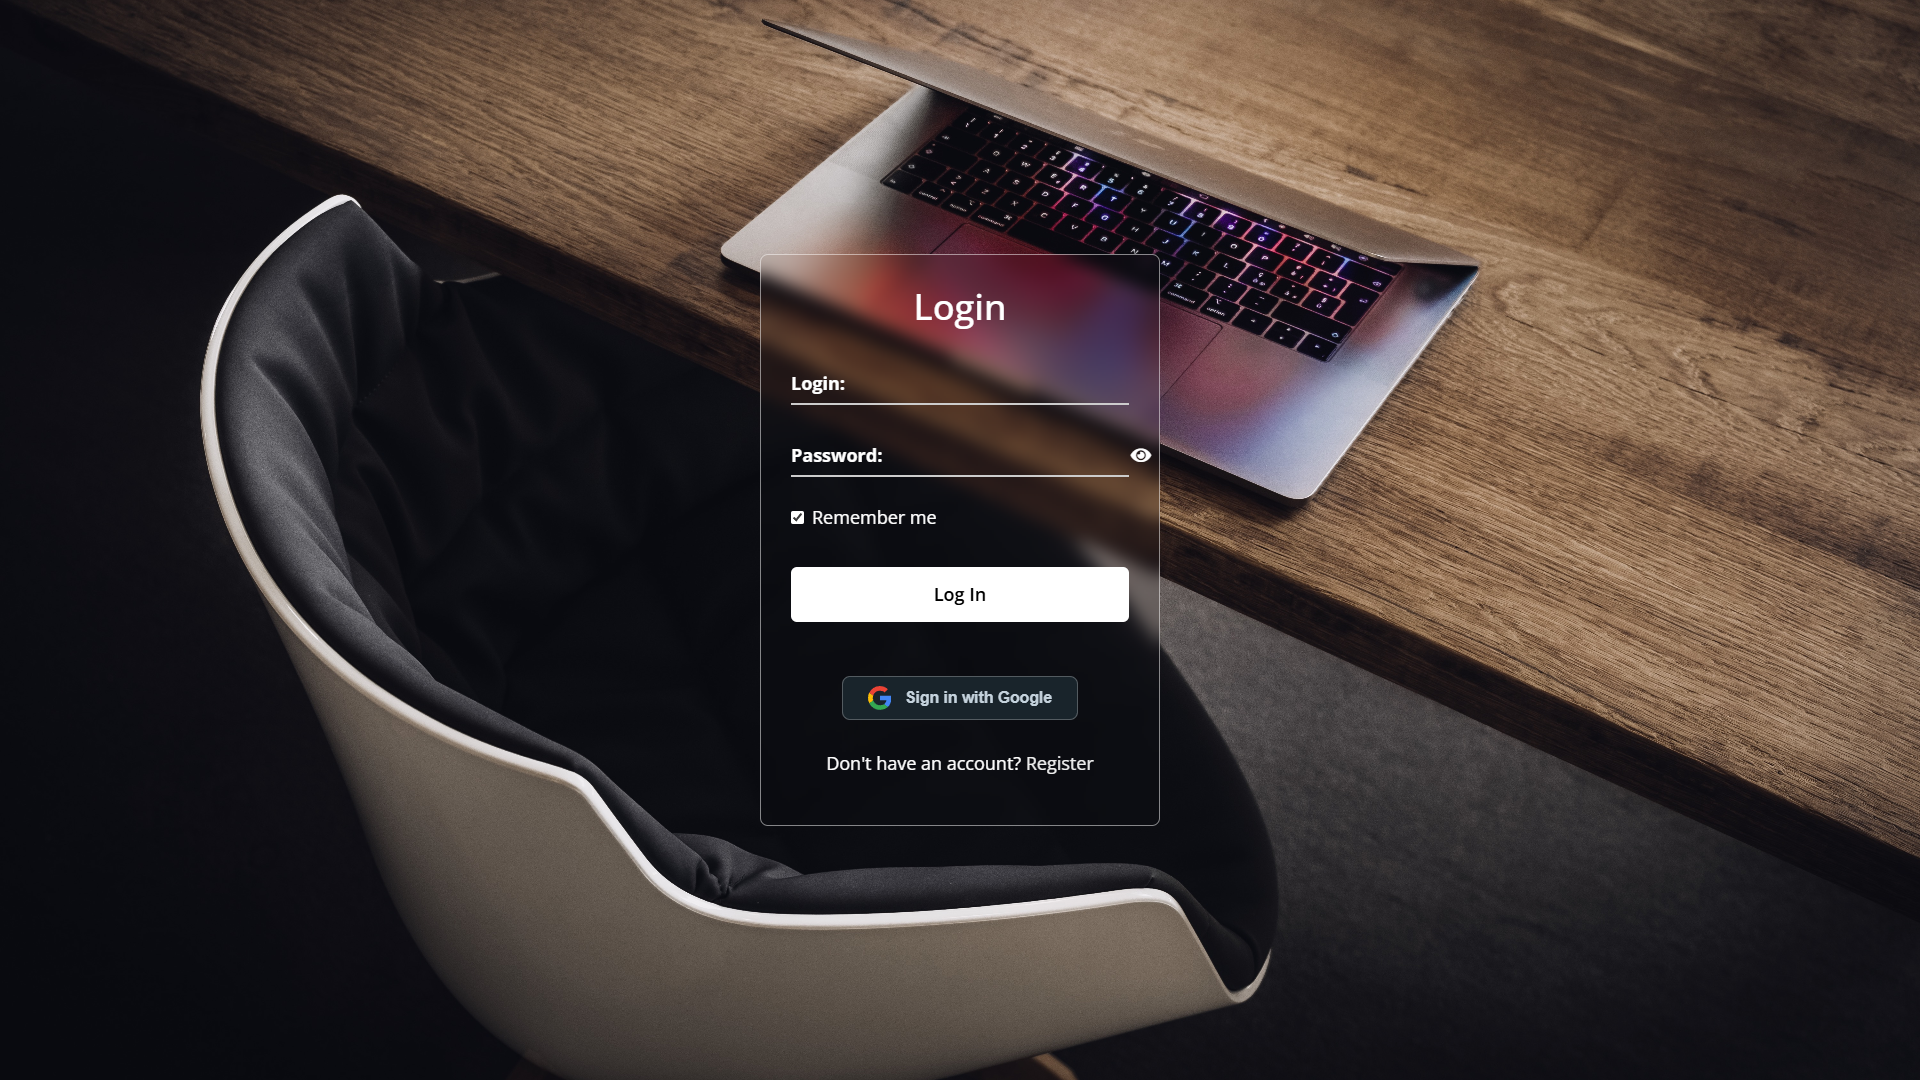 Login
Login:
Password:
Remember me
Log In
Sign in with Google
Don't have an account? Register